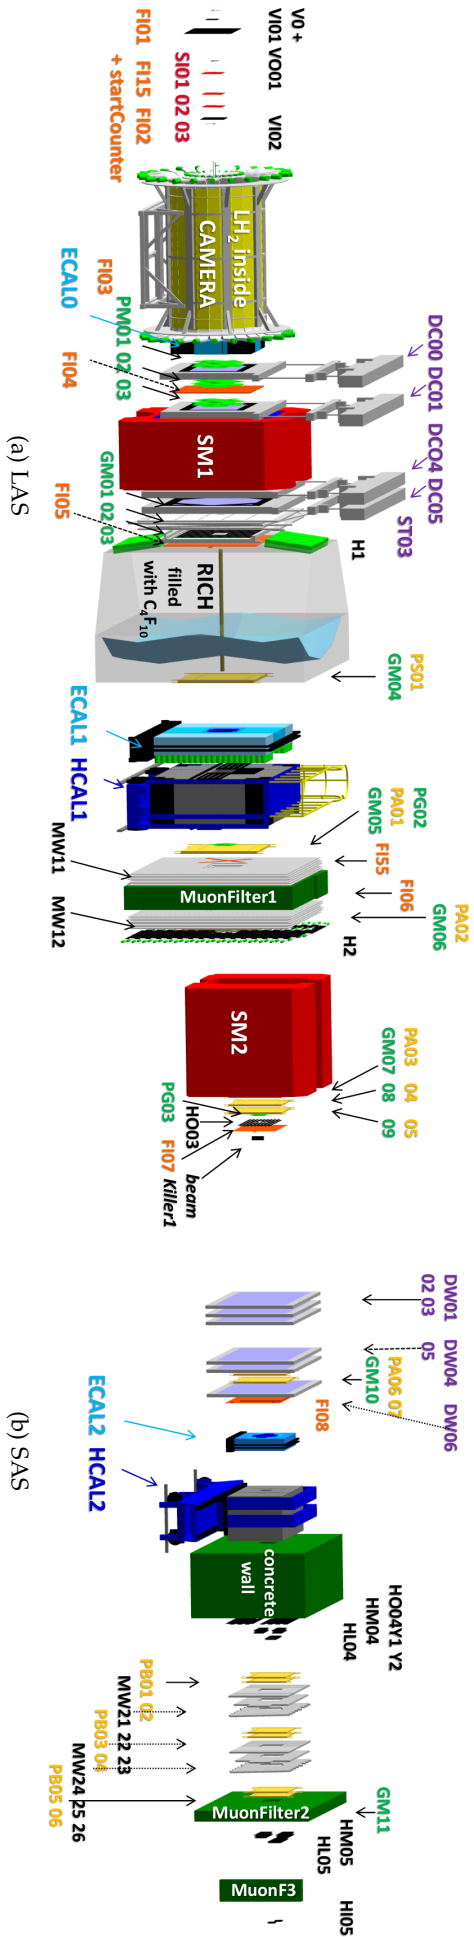 V0 +
VI01 VO01
VI02
FI01
FI15 FI02
+ startCounter
SI01 02 03
LH2 inside
CAMERA
FI03
ECAL0
PM01 02 03
FI04
DC00 DC01
SM1
DCO4 DC05
ST03
H1
GM01 02 03
FI05
RICH
filled
with C4F10
(a) LAS
PS01
GM04
ECAL1
HCAL1
PG02
PA01
GM05
FI55
FI06
MW11
MuonFilter1
MW12
PA02
GM06
H2
SM2
PA03 04 05
GM07 08 09
PG03
HO03
FI07
beam
Killer1
DW01
02 03
DW04
05
DW06
PA06 07
GM10
FI08
ECAL2
HCAL2
(b) SAS
concrete
wall
HO04Y1 Y2
HM04
HL04
PB01 02
MW21 22 23
PB03 04
MW24 25 26
PB05 06
MuonFilter2
GM11
HM05
HL05
MuonF3
HI05